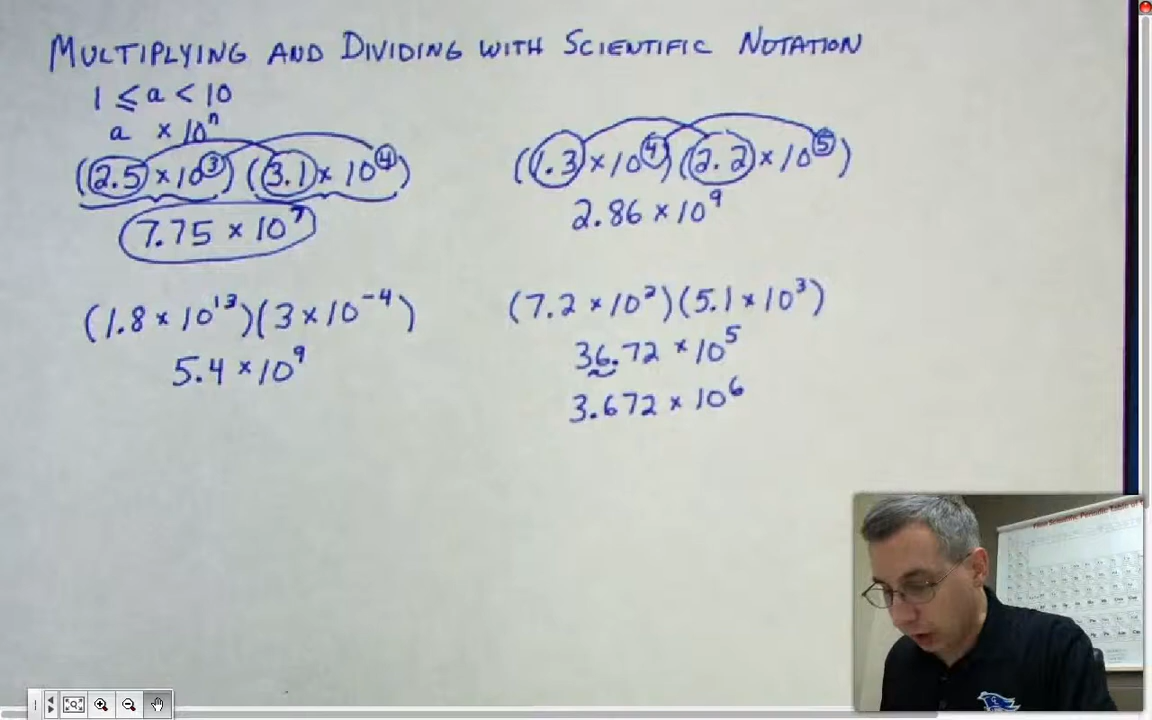 MULTIPLYING AND DIVIDING WITH SCIENTIFIC NOTATION
1 ≤ a < 10
a × 10ⁿ
(2.5 × 10³) (3.1 × 10⁴)
7.75 × 10⁷
(1.3 × 10⁴) (2.2 × 10⁵)
2.86 × 10⁹
(1.8 × 10¹³)(3 × 10⁻⁴)
5.4 × 10⁹
(7.2 × 10²)(5.1 × 10³)
36.72 × 10⁵
3.672 × 10⁶